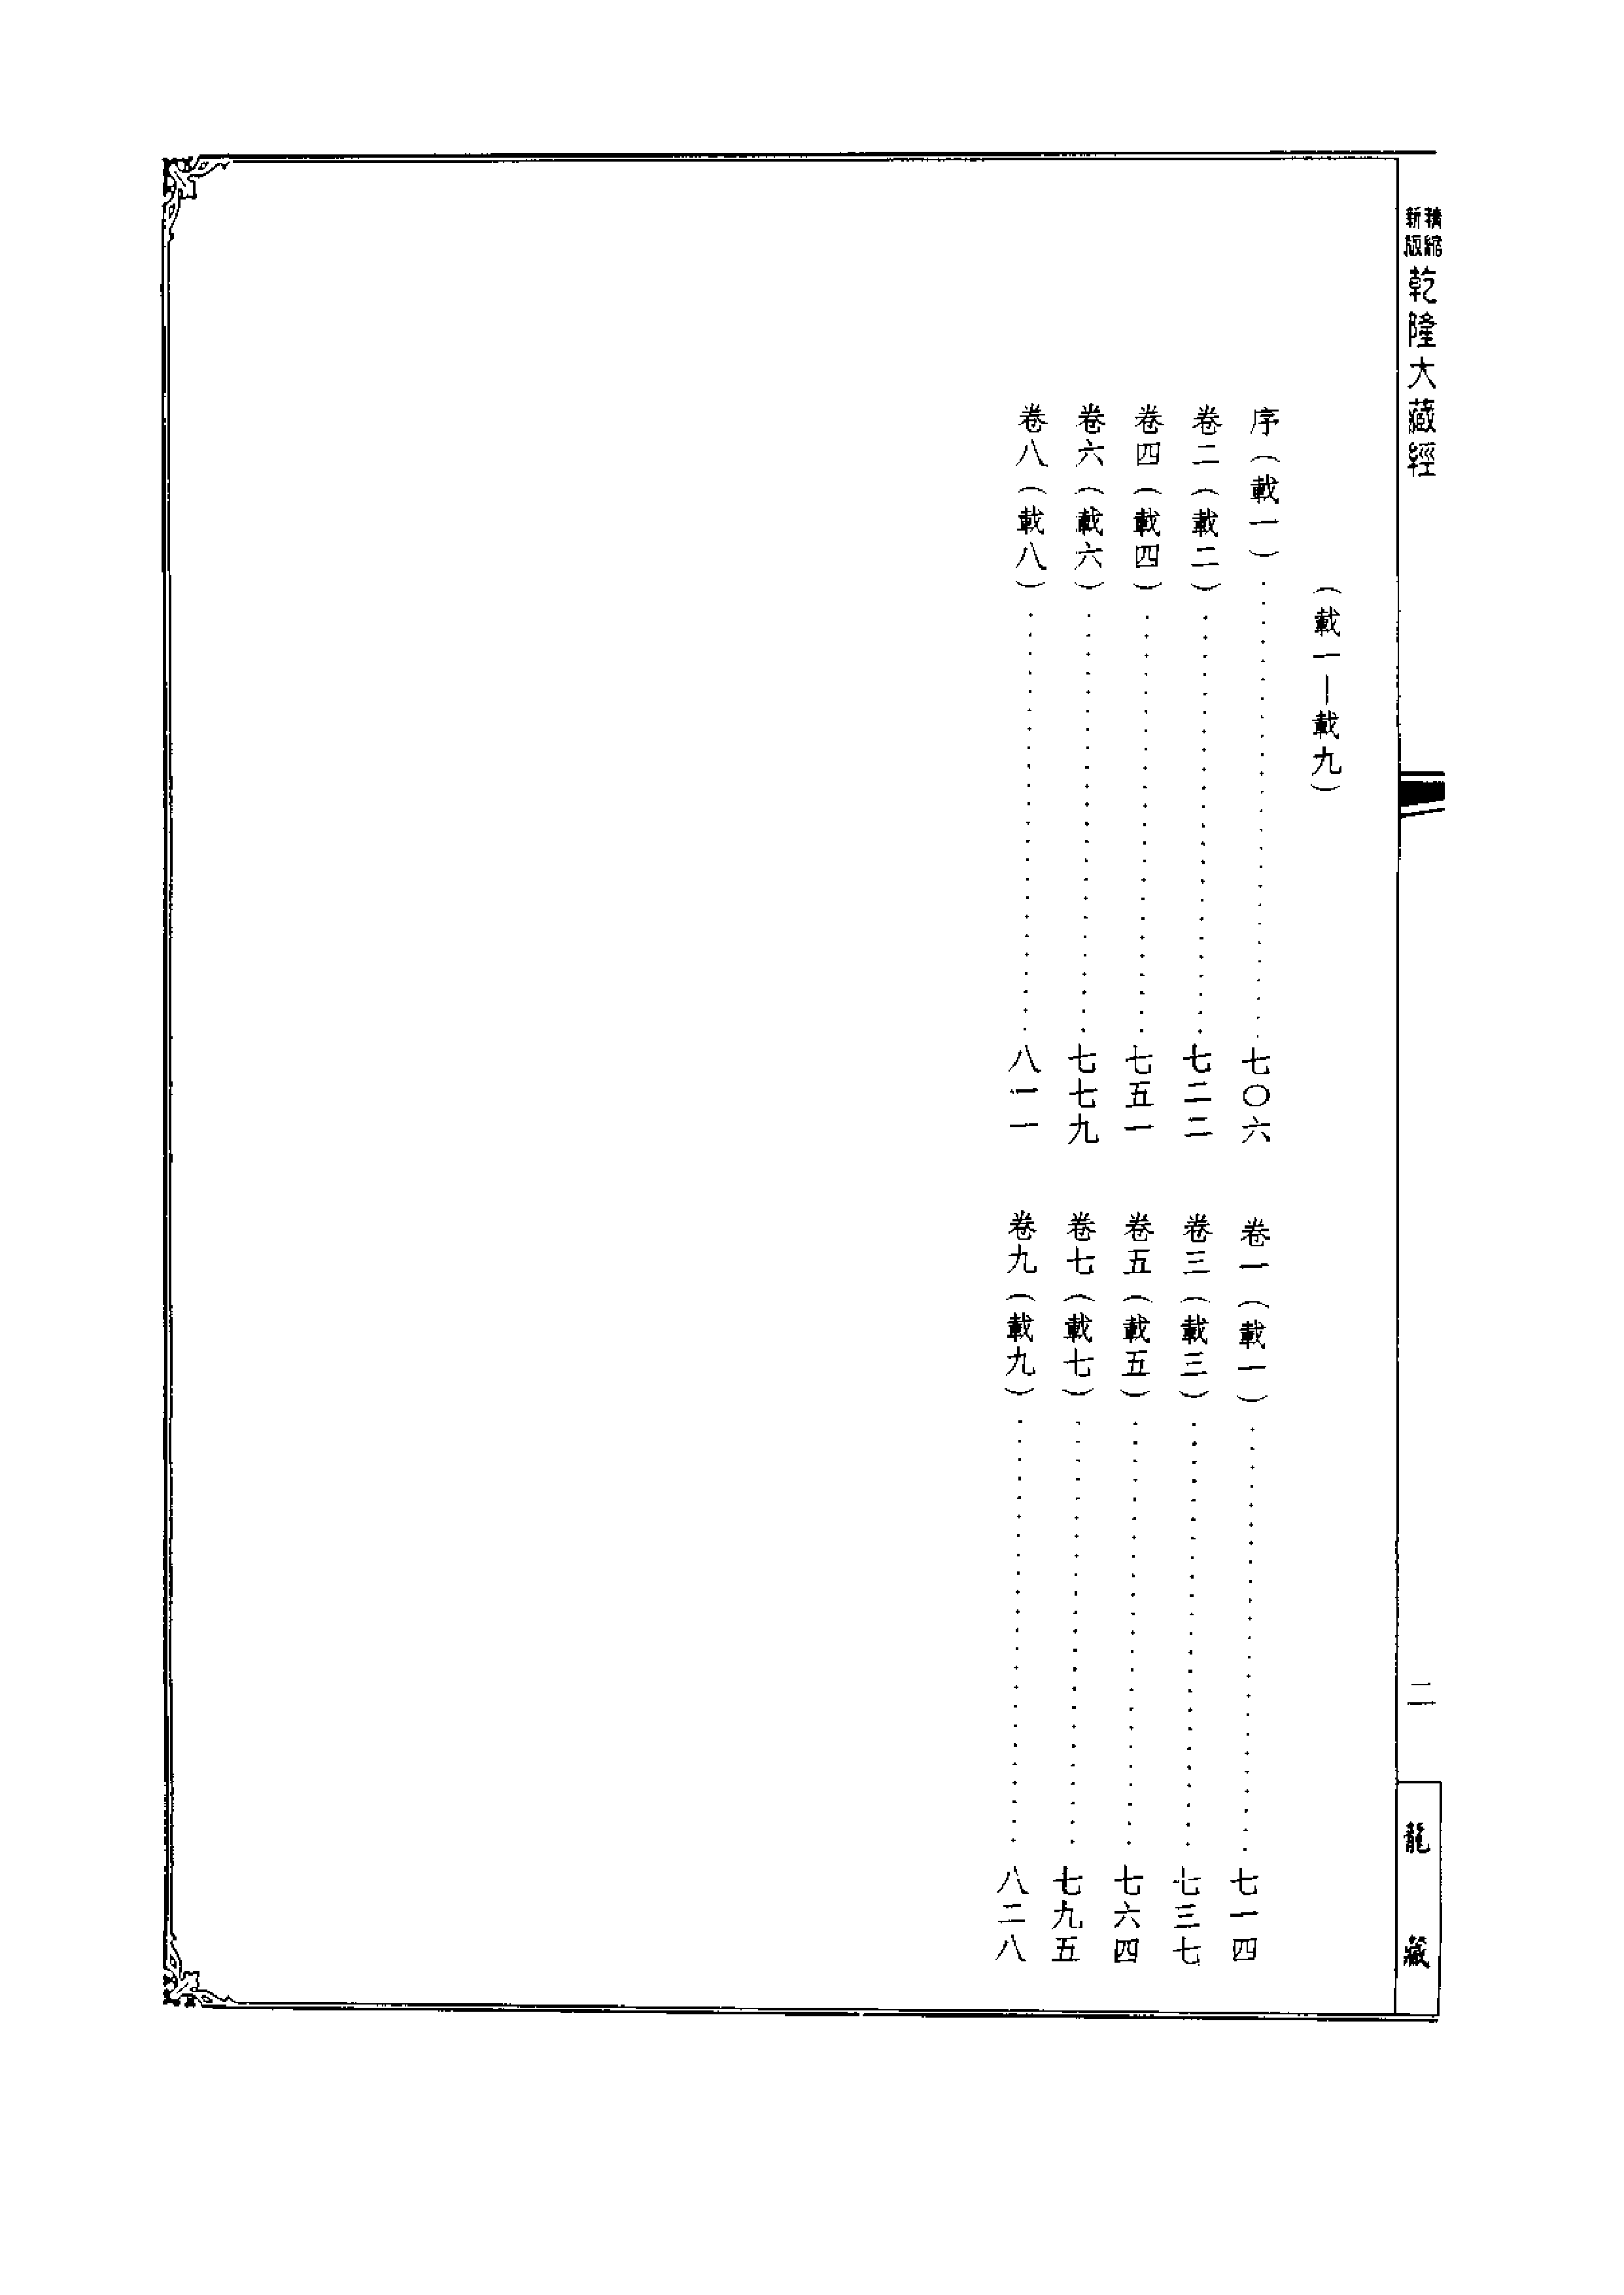 精縮
新版
乾隆大藏經
二
龍藏
（載一—載九）
序（載一）……七〇六
卷一（載一）……七一四
卷二（載二）……七二二
卷三（載三）……七三七
卷四（載四）……七五一
卷五（載五）……七六四
卷六（載六）……七七九
卷七（載七）……七九五
卷八（載八）……八一一
卷九（載九）……八二八